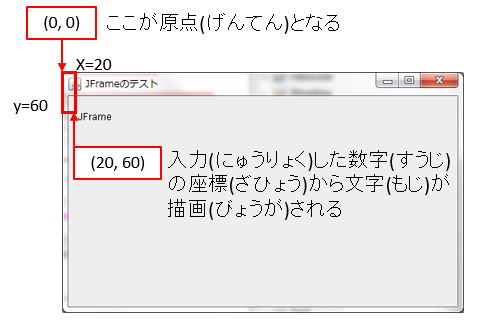 (0, 0)
ここが原点(げんてん)となる
X=20
JFrameのテスト
y=60
JFrame
(20, 60)
入力(にゅうりょく)した数字(すうじ)
の座標(ざひょう)から文字(もじ)が
描画(びょうが)される